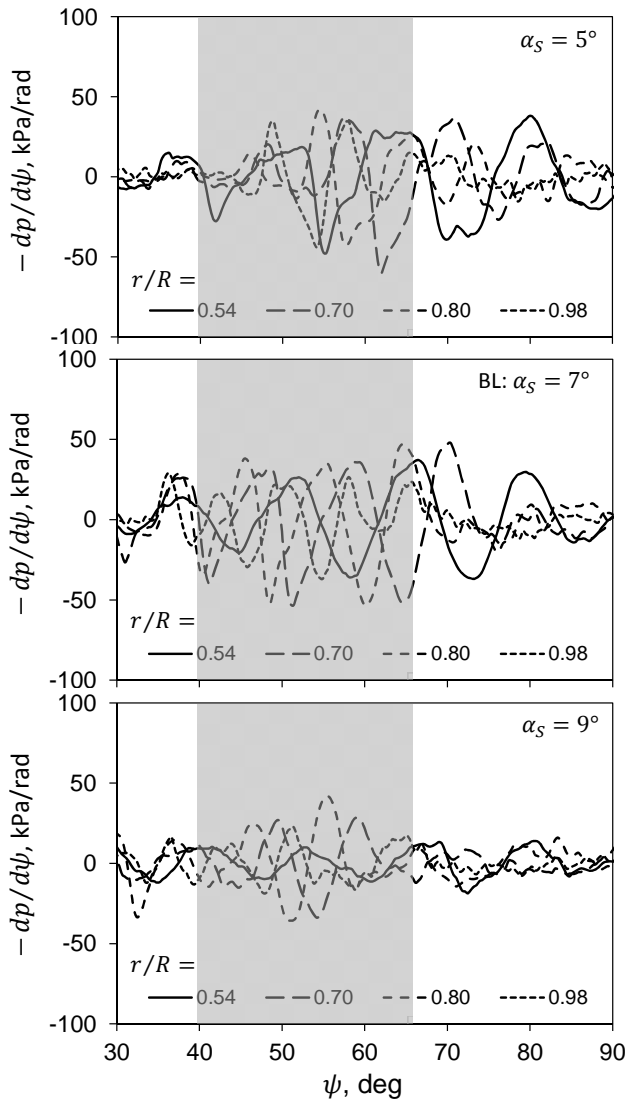 100
α_S = 5°
50
0
-50
-100
− dp/dψ, kPa/rad
r/R =
0.54 0.70 0.80 0.98
100
BL: α_S = 7°
50
0
-50
-100
− dp/dψ, kPa/rad
r/R =
0.54 0.70 0.80 0.98
100
α_S = 9°
50
0
-50
-100
− dp/dψ, kPa/rad
r/R =
0.54 0.70 0.80 0.98
30 40 50 60 70 80 90
ψ, deg